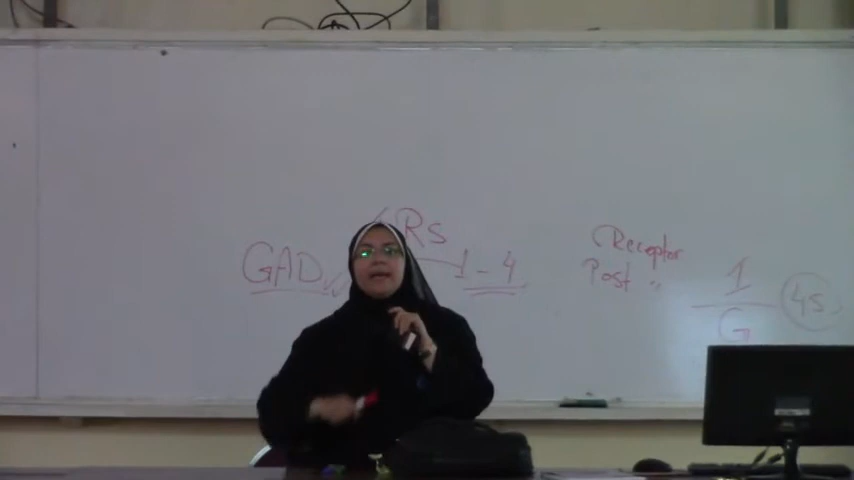 Rs
GAD
1-4
Receptor
Post "
1
G
4s